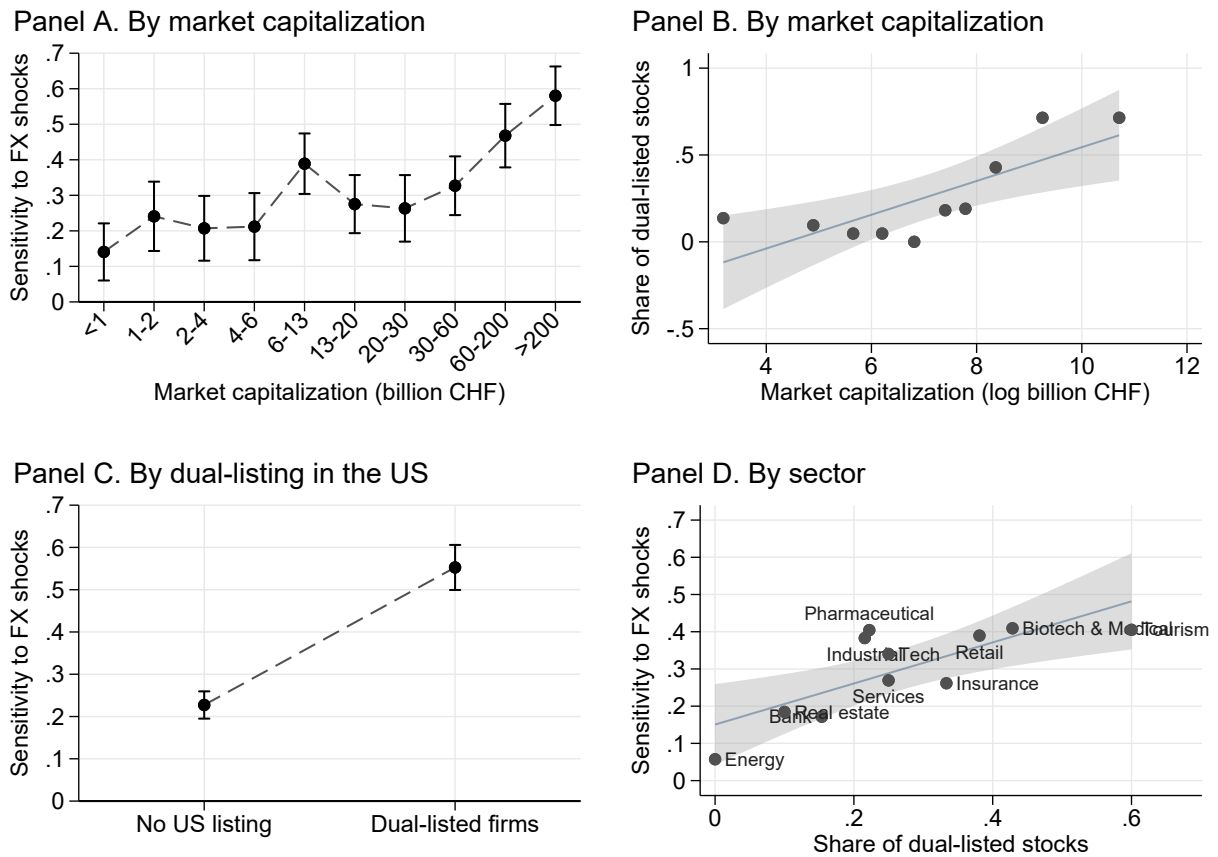 Panel A. By market capitalization
Sensitivity to FX shocks
.7
.6
.5
.4
.3
.2
.1
0
<1
1-2
2-4
4-6
6-13
13-20
20-30
30-60
60-200
>200
Market capitalization (billion CHF)
Panel B. By market capitalization
Share of dual-listed stocks
1
.5
0
-.5
4
6
8
10
12
Market capitalization (log billion CHF)
Panel C. By dual-listing in the US
Sensitivity to FX shocks
.7
.6
.5
.4
.3
.2
.1
0
No US listing
Dual-listed firms
Panel D. By sector
Sensitivity to FX shocks
.7
.6
.5
.4
.3
.2
.1
0
Pharmaceutical
Biotech & Medical
Tourism
Industrial
Tech
Retail
Insurance
Services
Bank
Real estate
Energy
0
.2
.4
.6
Share of dual-listed stocks